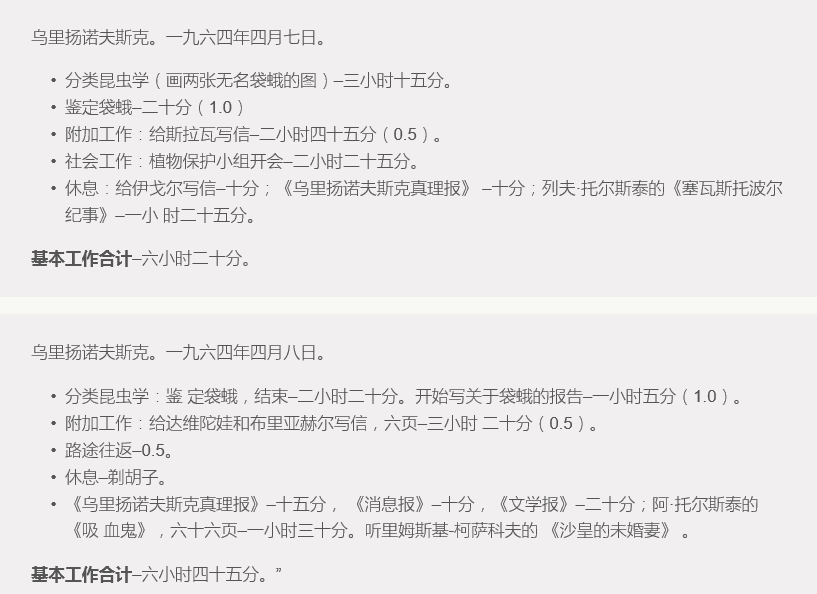 乌里扬诺夫斯克。一九六四年四月七日。
• 分类昆虫学（画两张无名袋蛾的图）–三小时十五分。
• 鉴定袋蛾–二十分（1.0）
• 附加工作：给斯拉瓦写信–二小时四十五分（0.5）。
• 社会工作：植物保护小组开会–二小时二十五分。
• 休息：给伊戈尔写信–十分；《乌里扬诺夫斯克真理报》 –十分；列夫·托尔斯泰的《塞瓦斯托波尔
纪事》–一小 时二十五分。
基本工作合计–六小时二十分。
乌里扬诺夫斯克。一九六四年四月八日。
• 分类昆虫学：鉴 定袋蛾，结束–二小时二十分。开始写关于袋蛾的报告–一小时五分（1.0）。
• 附加工作：给达维陀娃和布里亚赫尔写信，六页–三小时 二十分（0.5）。
• 路途往返–0.5。
• 休息–剃胡子。
• 《乌里扬诺夫斯克真理报》–十五分， 《消息报》–十分，《文学报》–二十分；阿·托尔斯泰的
《吸 血鬼》，六十六页–一小时三十分。听里姆斯基-柯萨科夫的 《沙皇的未婚妻》 。
基本工作合计–六小时四十五分。”